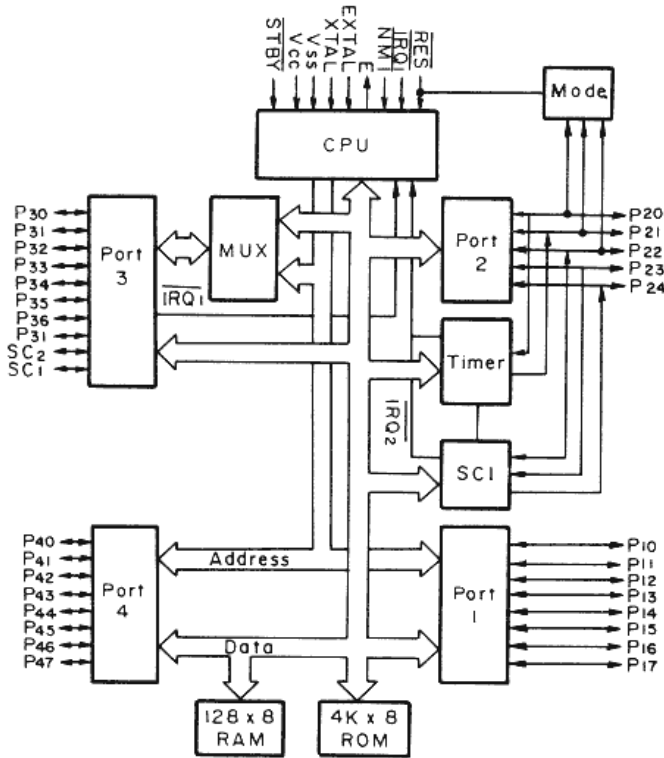 STBY
Vcc
Vss
XTAL
EXTAL
E
NMI
IRQ1
RES
Mode
CPU
P30
P31
P32
P33
P34
P35
P36
P31
SC2
SC1
Port
3
MUX
IRQ1
Port
2
P20
P21
P22
P23
P24
Timer
IRQ2
SCI
P40
P41
P42
P43
P44
P45
P46
P47
Port
4
Address
Data
Port
1
P10
P11
P12
P13
P14
P15
P16
P17
128 x 8
RAM
4K x 8
ROM